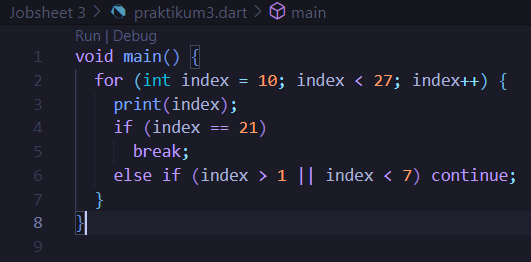 Jobsheet 3 > praktikum3.dart > main
Run | Debug
1 void main() {
2 for (int index = 10; index < 27; index++) {
3 print(index);
4 if (index == 21)
5 break;
6 else if (index > 1 || index < 7) continue;
7 }
8 }
9